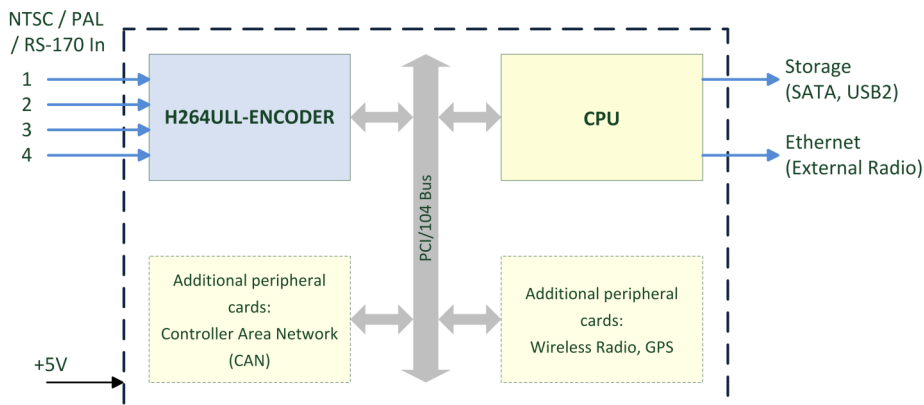 NTSC / PAL
/ RS-170 In
1
2
3
4
H264ULL-ENCODER
CPU
Storage
(SATA, USB2)
Ethernet
(External Radio)
PCI/104 Bus
Additional peripheral
cards:
Controller Area Network
(CAN)
Additional peripheral
cards:
Wireless Radio, GPS
+5V